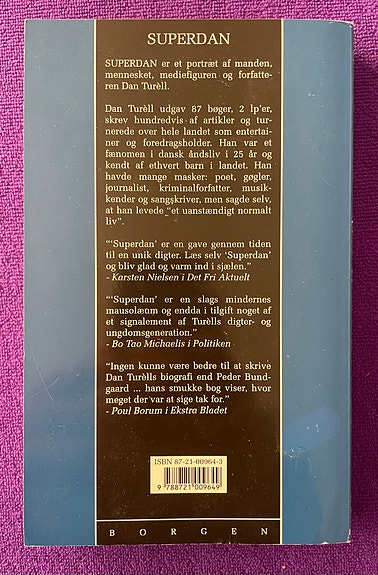 SUPERDAN
SUPERDAN er et portræt af manden,
mennesket, mediefiguren og forfatte-
ren Dan Turèll.
Dan Turèll udgav 87 bøger, 2 lp'er,
skrev hundredvis af artikler og tur-
nerede over hele landet som entertai-
ner og foredragsholder. Han var et
fænomen i dansk åndsliv i 25 år og
kendt af ethvert barn i landet. Han
havde mange masker: poet, gøgler,
journalist, kriminalforfatter, musik-
kender og sangskriver, men sagde selv,
at han levede "et uanstændigt normalt
liv".
"'Superdan' er en gave gennem tiden
til en unik digter. Læs selv 'Superdan'
og bliv glad og varm ind i sjælen."
- Karsten Nielsen i Det Fri Aktuelt
"'Superdan' er en slags mindernes
mausolæum og endda i tilgift noget af
et signalement af Turèlls digter- og
ungdomsgeneration."
- Bo Tao Michaelis i Politiken
"Ingen kunne være bedre til at skrive
Dan Turèlls biografi end Peder Bund-
gaard ... hans smukke bog viser, hvor
meget der var at sige tak for."
- Poul Borum i Ekstra Bladet
ISBN 87-21-00964-3
9 788721 009649
BORGEN